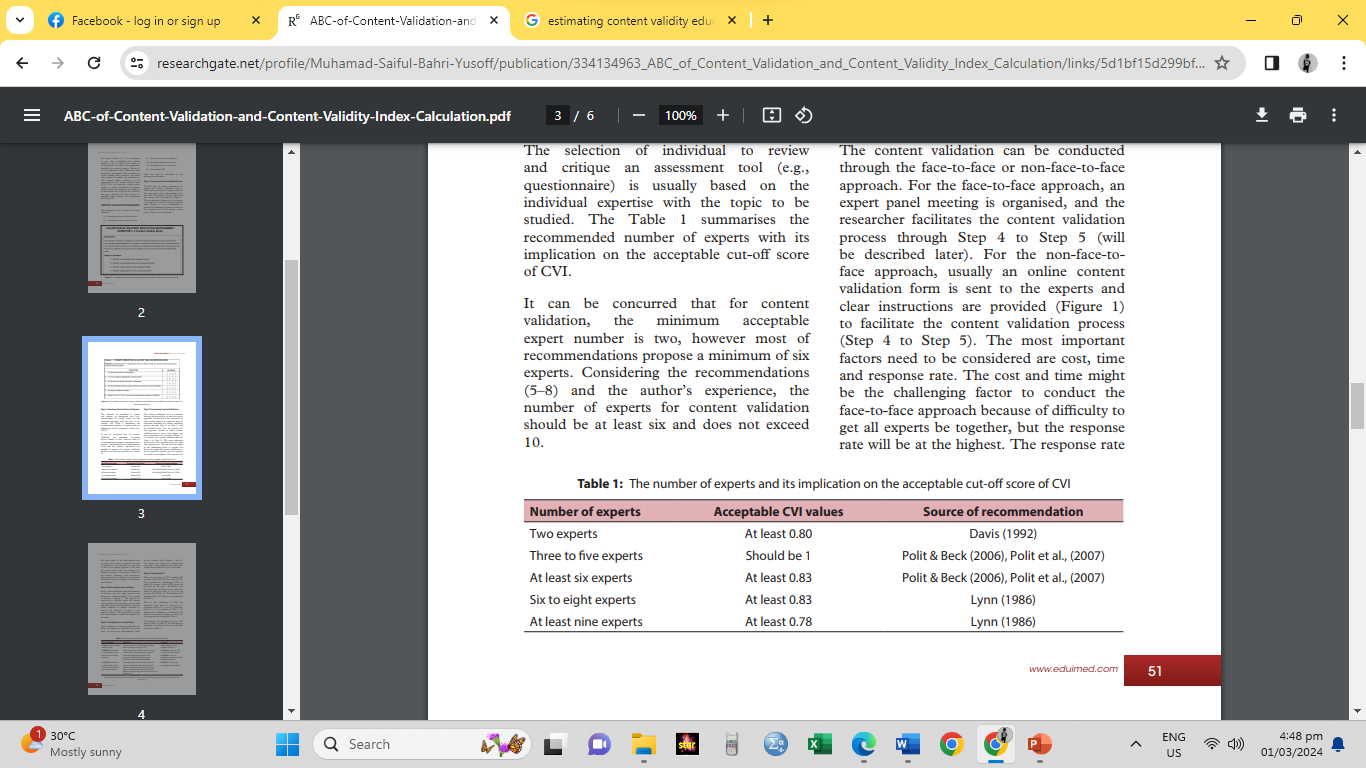 Facebook - log in or sign up
ABC-of-Content-Validation-and
estimating content validity edu
researchgate.net/profile/Muhamad-Saiful-Bahri-Yusoff/publication/334134963_ABC_of_Content_Validation_and_Content_Validity_Index_Calculation/links/5d1bf15d299bf...
ABC-of-Content-Validation-and-Content-Validity-Index-Calculation.pdf
3 / 6
100%
2
3
4
The selection of individual to review
and critique an assessment tool (e.g.,
questionnaire) is usually based on the
individual expertise with the topic to be
studied. The Table 1 summarises the
recommended number of experts with its
implication on the acceptable cut-off score
of CVI.
It can be concurred that for content
validation, the minimum acceptable
expert number is two, however most of
recommendations propose a minimum of six
experts. Considering the recommendations
(5–8) and the author's experience, the
number of experts for content validation
should be at least six and does not exceed
10.
The content validation can be conducted
through the face-to-face or non-face-to-face
approach. For the face-to-face approach, an
expert panel meeting is organised, and the
researcher facilitates the content validation
process through Step 4 to Step 5 (will
be described later). For the non-face-to-
face approach, usually an online content
validation form is sent to the experts and
clear instructions are provided (Figure 1)
to facilitate the content validation process
(Step 4 to Step 5). The most important
factors need to be considered are cost, time
and response rate. The cost and time might
be the challenging factor to conduct the
face-to-face approach because of difficulty to
get all experts be together, but the response
rate will be at the highest. The response rate
Table 1: The number of experts and its implication on the acceptable cut-off score of CVI
Number of experts Acceptable CVI values Source of recommendation
Two experts At least 0.80 Davis (1992)
Three to five experts Should be 1 Polit & Beck (2006), Polit et al., (2007)
At least six experts At least 0.83 Polit & Beck (2006), Polit et al., (2007)
Six to eight experts At least 0.83 Lynn (1986)
At least nine experts At least 0.78 Lynn (1986)
www.eduimed.com 51
1
30°C
Mostly sunny
Search
star
ENG
US
4:48 pm
01/03/2024